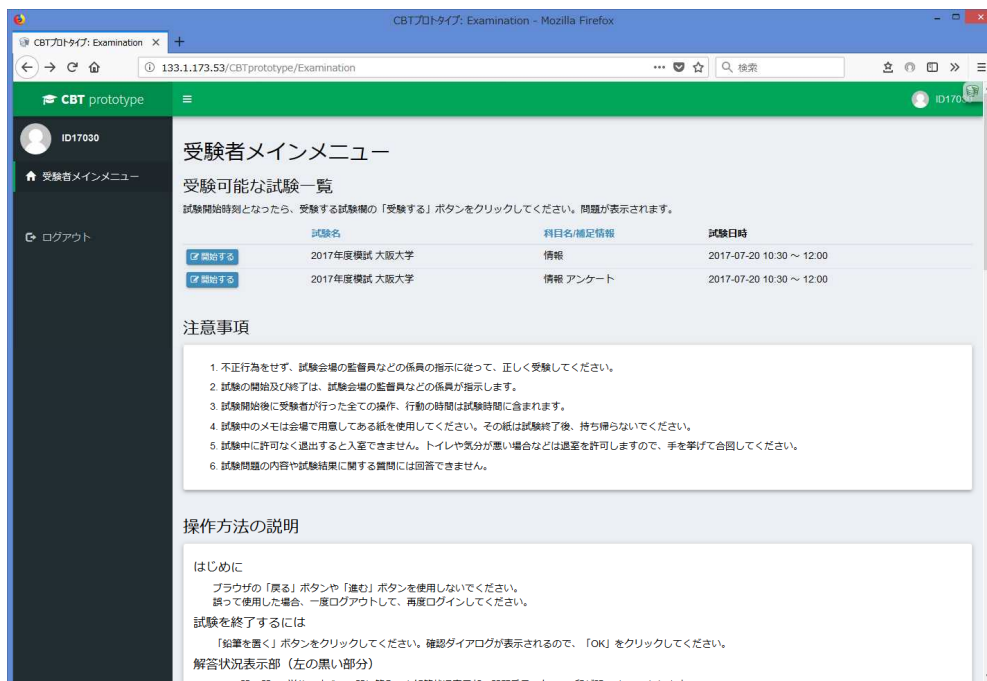 CBTプロトタイプ: Examination - Mozilla Firefox
CBTプロトタイプ: Examination × +
133.1.173.53/CBTprototype/Examination
検索
CBT prototype
ID1703
ID17030
受験者メインメニュー
ログアウト
受験者メインメニュー
受験可能な試験一覧
試験開始時刻となったら、受験する試験欄の「受験する」ボタンをクリックしてください。問題が表示されます。
試験名 科目名/補足情報 試験日時
開始する 2017年度模試 大阪大学 情報 2017-07-20 10:30 ～ 12:00
開始する 2017年度模試 大阪大学 情報 アンケート 2017-07-20 10:30 ～ 12:00
注意事項
1. 不正行為をせず、試験会場の監督員などの係員の指示に従って、正しく受験してください。
2. 試験の開始及び終了は、試験会場の監督員などの係員が指示します。
3. 試験開始後に受験者が行った全ての操作、行動の時間は試験時間に含まれます。
4. 試験中のメモは会場で用意してある紙を使用してください。その紙は試験終了後、持ち帰らないでください。
5. 試験中に許可なく退出すると入室できません。トイレや気分が悪い場合などは退室を許可しますので、手を挙げて合図してください。
6. 試験問題の内容や試験結果に関する質問には回答できません。
操作方法の説明
はじめに
ブラウザの「戻る」ボタンや「進む」ボタンを使用しないでください。
誤って使用した場合、一度ログアウトして、再度ログインしてください。
試験を終了するには
「鉛筆を置く」ボタンをクリックしてください。確認ダイアログが表示されるので、「OK」をクリックしてください。
解答状況表示部（左の黒い部分）